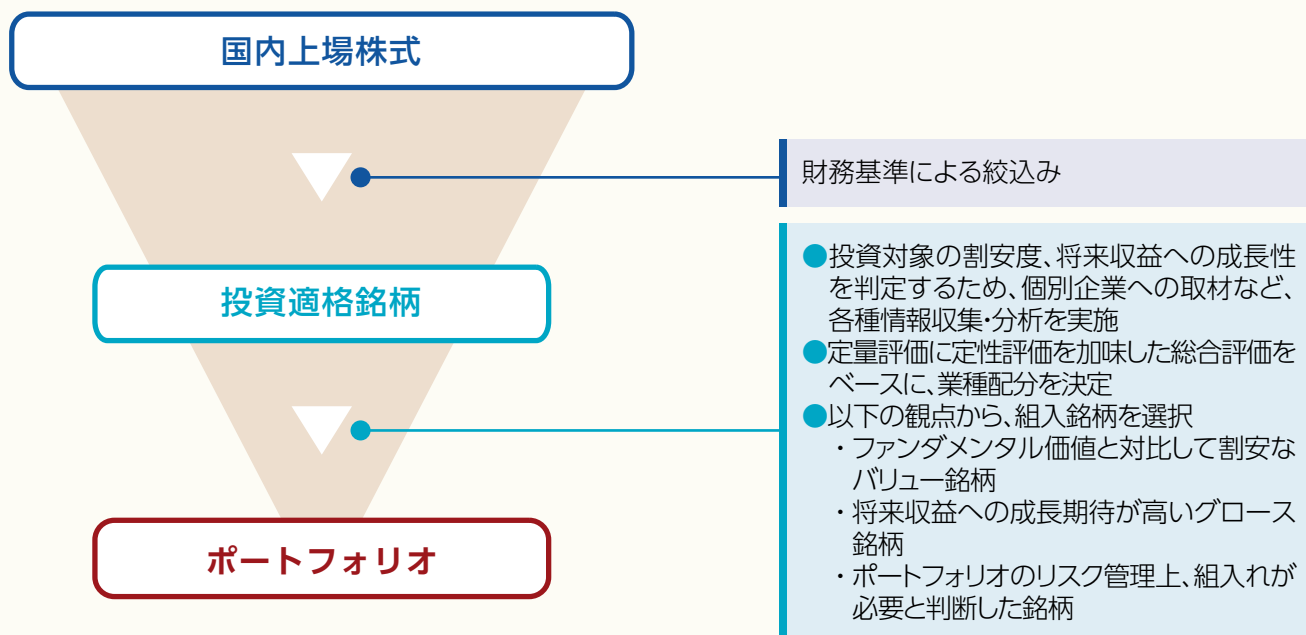 国内上場株式
財務基準による絞込み
投資適格銘柄
●投資対象の割安度、将来収益への成長性
を判定するため、個別企業への取材など、
各種情報収集・分析を実施
●定量評価に定性評価を加味した総合評価を
ベースに、業種配分を決定
●以下の観点から、組入銘柄を選択
・ファンダメンタル価値と対比して割安な
バリュー銘柄
・将来収益への成長期待が高いグロース
銘柄
・ポートフォリオのリスク管理上、組入れが
必要と判断した銘柄
ポートフォリオ